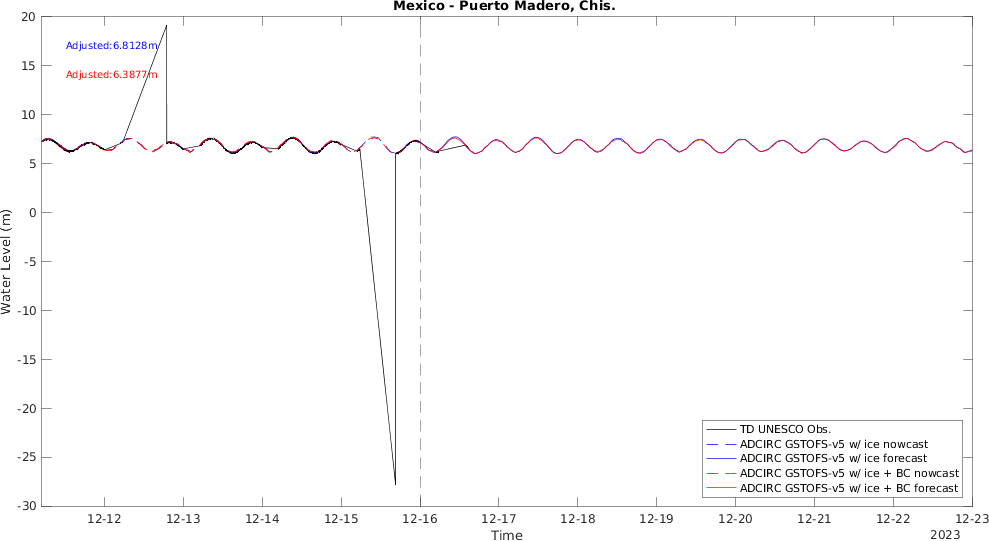 Mexico - Puerto Madero, Chis.
Adjusted:6.8128m
Adjusted:6.3877m
20
15
10
5
0
-5
-10
-15
-20
-25
-30
Water Level (m)
TD UNESCO Obs.
ADCIRC GSTOFS-v5 w/ ice nowcast
ADCIRC GSTOFS-v5 w/ ice forecast
ADCIRC GSTOFS-v5 w/ ice + BC nowcast
ADCIRC GSTOFS-v5 w/ ice + BC forecast
12-12 12-13 12-14 12-15 12-16 12-17 12-18 12-19 12-20 12-21 12-22 12-23
Time
2023